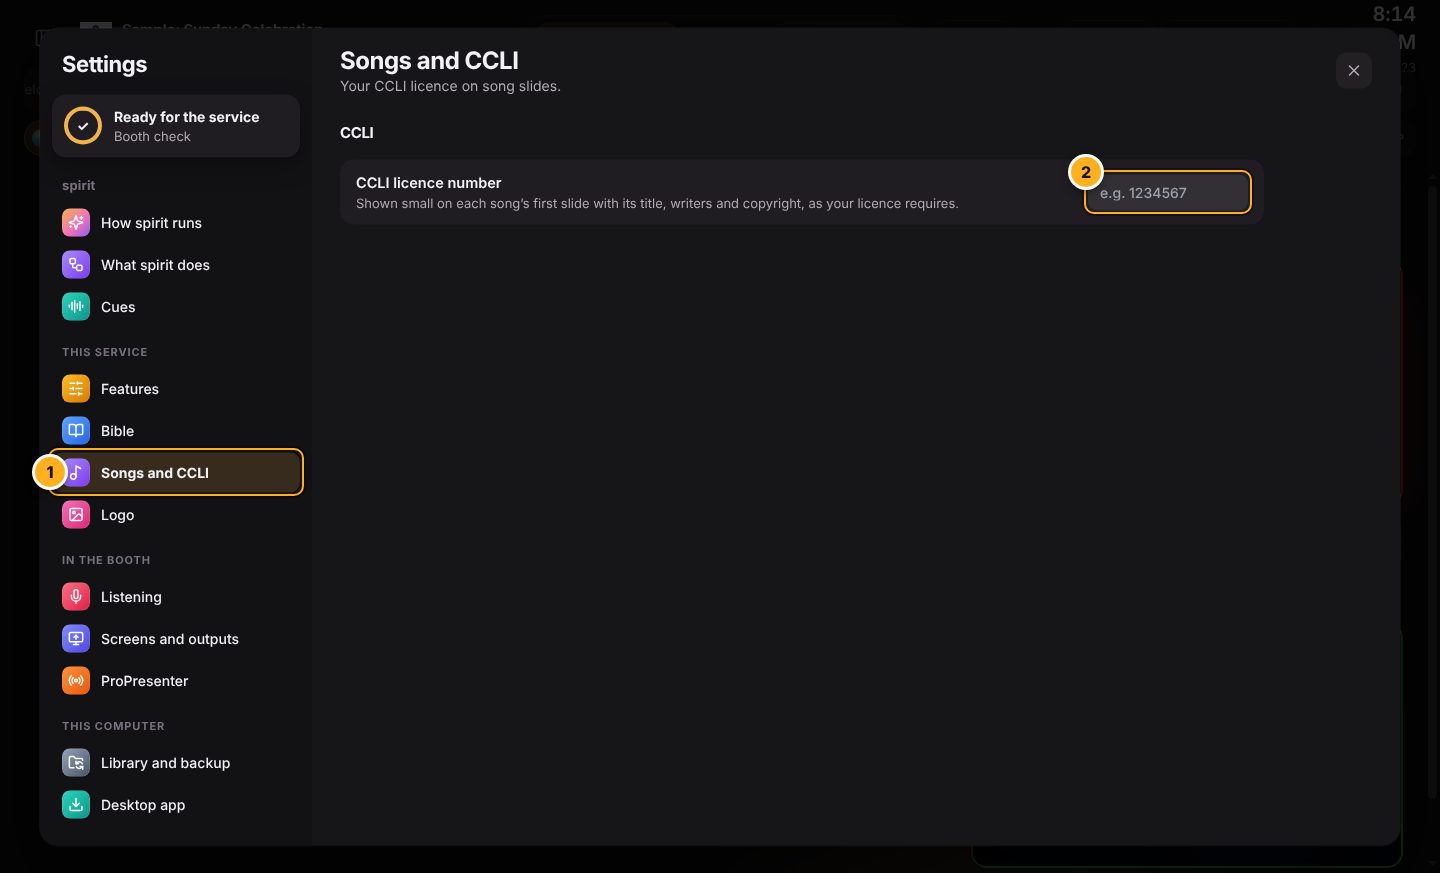 8:14
Settings
Ready for the service
Booth check
spirit
How spirit runs
What spirit does
Cues
THIS SERVICE
Features
Bible
1
Songs and CCLI
Logo
IN THE BOOTH
Listening
Screens and outputs
ProPresenter
THIS COMPUTER
Library and backup
Desktop app
Songs and CCLI
Your CCLI licence on song slides.
CCLI
CCLI licence number
Shown small on each song’s first slide with its title, writers and copyright, as your licence requires.
2
e.g. 1234567